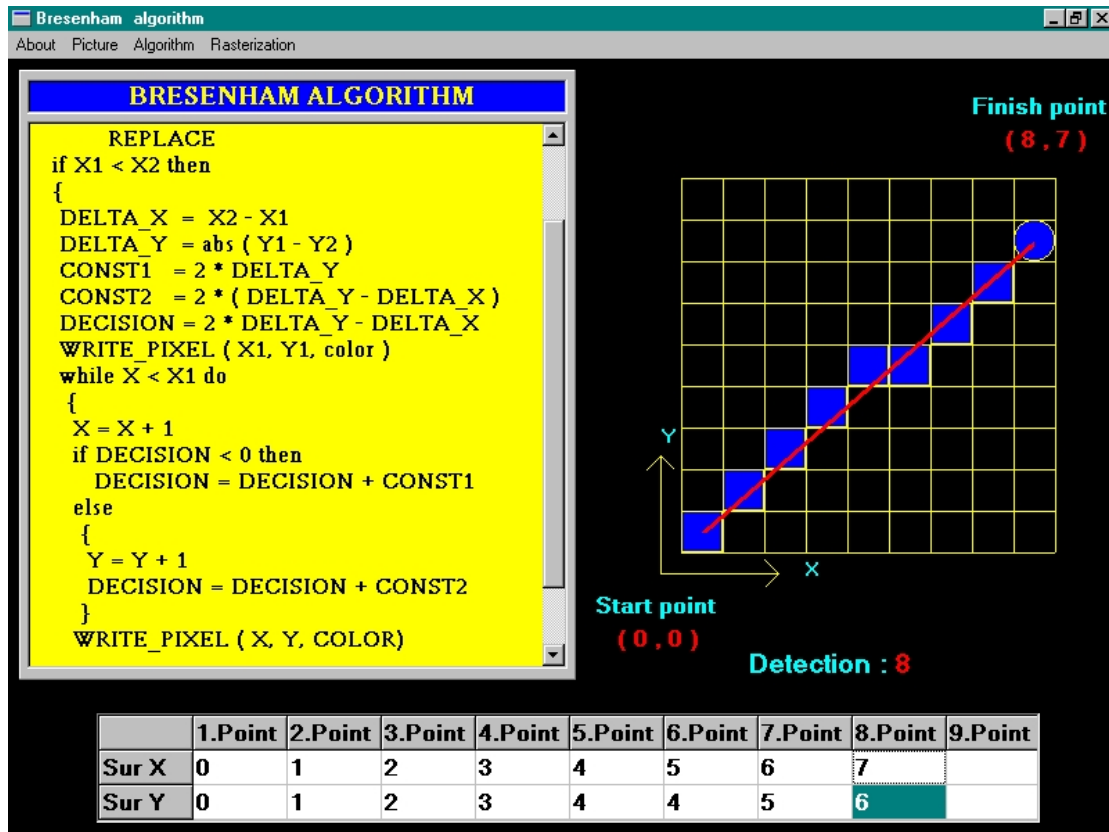 Bresenham algorithm
About Picture Algorithm Rasterization
BRESENHAM ALGORITHM
REPLACE
if X1 < X2 then
{
DELTA_X = X2 - X1
DELTA_Y = abs ( Y1 - Y2 )
CONST1 = 2 * DELTA_Y
CONST2 = 2 * ( DELTA_Y - DELTA_X )
DECISION = 2 * DELTA_Y - DELTA_X
WRITE_PIXEL ( X1, Y1, color )
while X < X1 do
{
X = X + 1
if DECISION < 0 then
DECISION = DECISION + CONST1
else
{
Y = Y + 1
DECISION = DECISION + CONST2
}
WRITE_PIXEL ( X, Y, COLOR)
Finish point
( 8 , 7 )
Y
X
Start point
( 0 , 0 )
Detection : 8
1.Point 2.Point 3.Point 4.Point 5.Point 6.Point 7.Point 8.Point 9.Point
Sur X 0 1 2 3 4 5 6 7
Sur Y 0 1 2 3 4 4 5 6